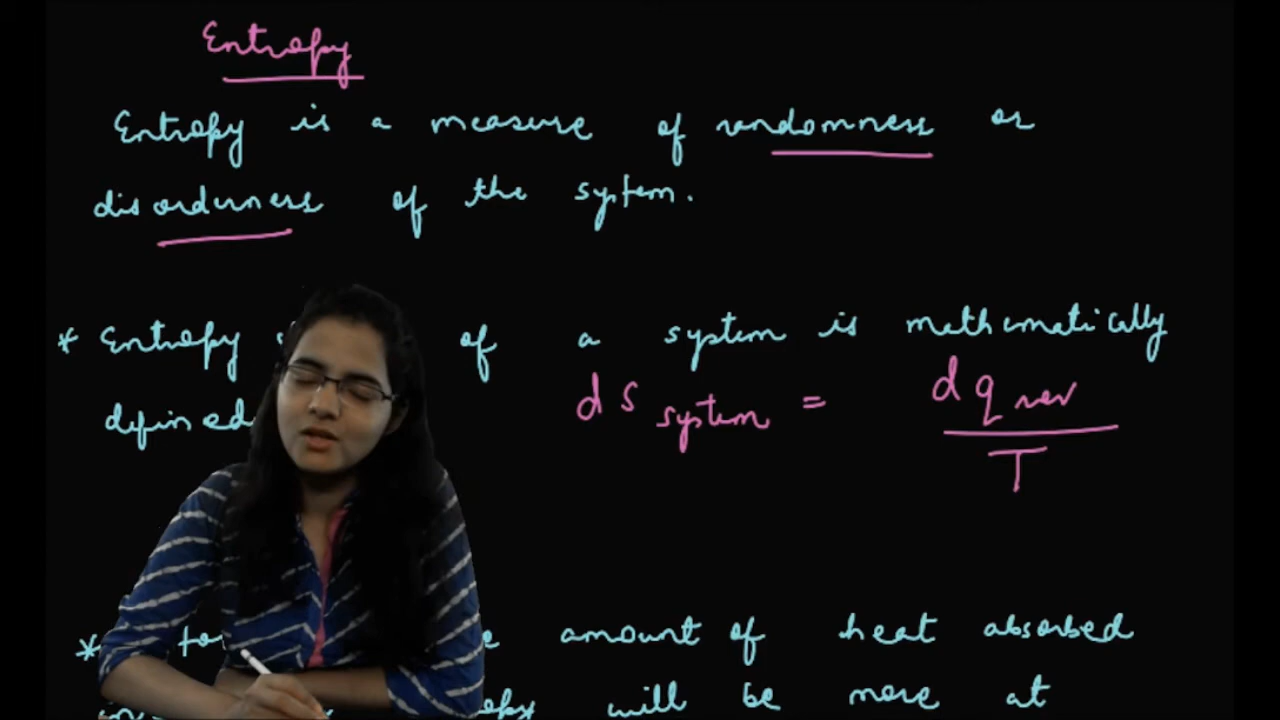 Entropy
Entropy is a measure of randomness or
disorderness of the system.
* Entropy of a system is mathematically
defined
dS system = dq rev / T
* amount of heat absorbed
will be more at